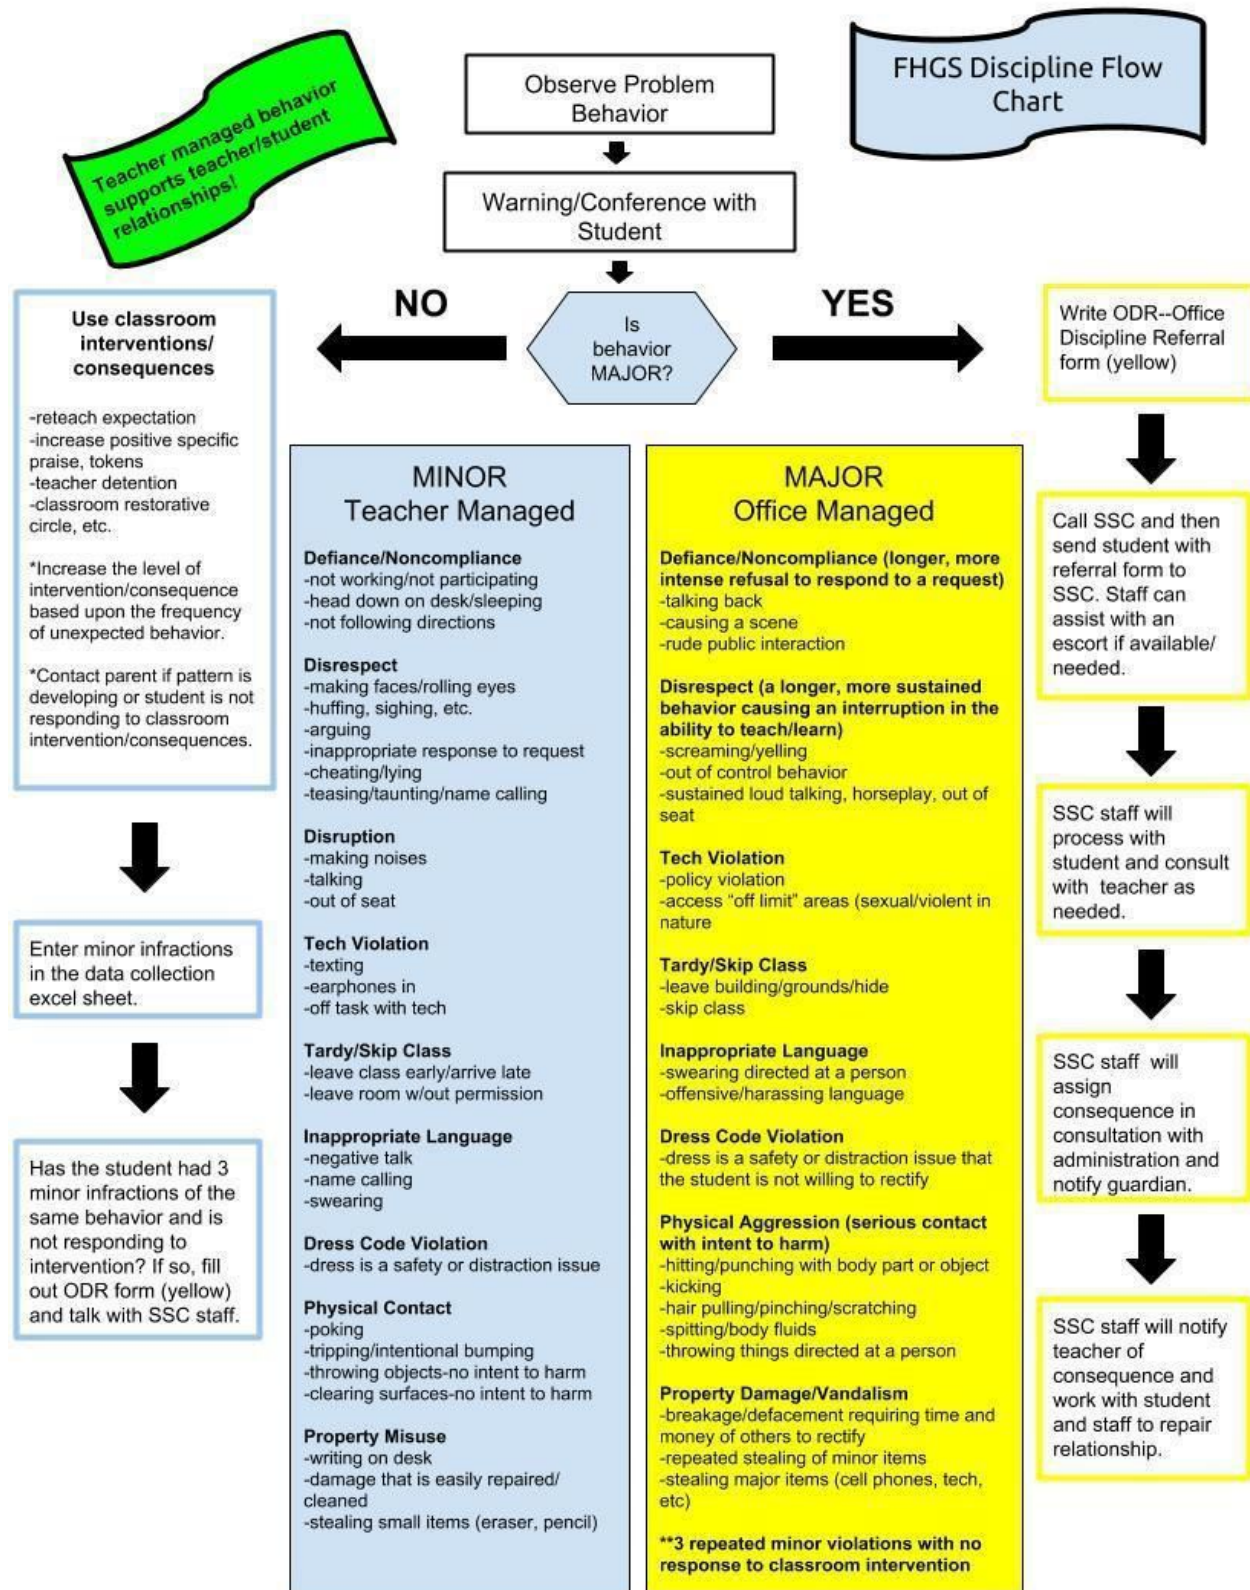 Teacher managed behavior
supports teacher/student
relationships!
Observe Problem
Behavior
FHGS Discipline Flow
Chart
Warning/Conference with
Student
NO
Is
behavior
MAJOR?
YES
Use classroom
interventions/
consequences
-reteach expectation
-increase positive specific
praise, tokens
-teacher detention
-classroom restorative
circle, etc.
*Increase the level of
intervention/consequence
based upon the frequency
of unexpected behavior.
*Contact parent if pattern is
developing or student is not
responding to classroom
intervention/consequences.
Enter minor infractions
in the data collection
excel sheet.
Has the student had 3
minor infractions of the
same behavior and is
not responding to
intervention? If so, fill
out ODR form (yellow)
and talk with SSC staff.
MINOR
Teacher Managed
Defiance/Noncompliance
-not working/not participating
-head down on desk/sleeping
-not following directions
Disrespect
-making faces/rolling eyes
-huffing, sighing, etc.
-arguing
-inappropriate response to request
-cheating/lying
-teasing/taunting/name calling
Disruption
-making noises
-talking
-out of seat
Tech Violation
-texting
-earphones in
-off task with tech
Tardy/Skip Class
-leave class early/arrive late
-leave room w/out permission
Inappropriate Language
-negative talk
-name calling
-swearing
Dress Code Violation
-dress is a safety or distraction issue
Physical Contact
-poking
-tripping/intentional bumping
-throwing objects-no intent to harm
-clearing surfaces-no intent to harm
Property Misuse
-writing on desk
-damage that is easily repaired/
cleaned
-stealing small items (eraser, pencil)
MAJOR
Office Managed
Defiance/Noncompliance (longer, more
intense refusal to respond to a request)
-talking back
-causing a scene
-rude public interaction
Disrespect (a longer, more sustained
behavior causing an interruption in the
ability to teach/learn)
-screaming/yelling
-out of control behavior
-sustained loud talking, horseplay, out of
seat
Tech Violation
-policy violation
-access “off limit” areas (sexual/violent in
nature
Tardy/Skip Class
-leave building/grounds/hide
-skip class
Inappropriate Language
-swearing directed at a person
-offensive/harassing language
Dress Code Violation
-dress is a safety or distraction issue that
the student is not willing to rectify
Physical Aggression (serious contact
with intent to harm)
-hitting/punching with body part or object
-kicking
-hair pulling/pinching/scratching
-spitting/body fluids
-throwing things directed at a person
Property Damage/Vandalism
-breakage/defacement requiring time and
money of others to rectify
-repeated stealing of minor items
-stealing major items (cell phones, tech,
etc)
**3 repeated minor violations with no
response to classroom intervention
Write ODR--Office
Discipline Referral
form (yellow)
Call SSC and then
send student with
referral form to
SSC. Staff can
assist with an
escort if available/
needed.
SSC staff will
process with
student and consult
with teacher as
needed.
SSC staff will
assign
consequence in
consultation with
administration and
notify guardian.
SSC staff will notify
teacher of
consequence and
work with student
and staff to repair
relationship.